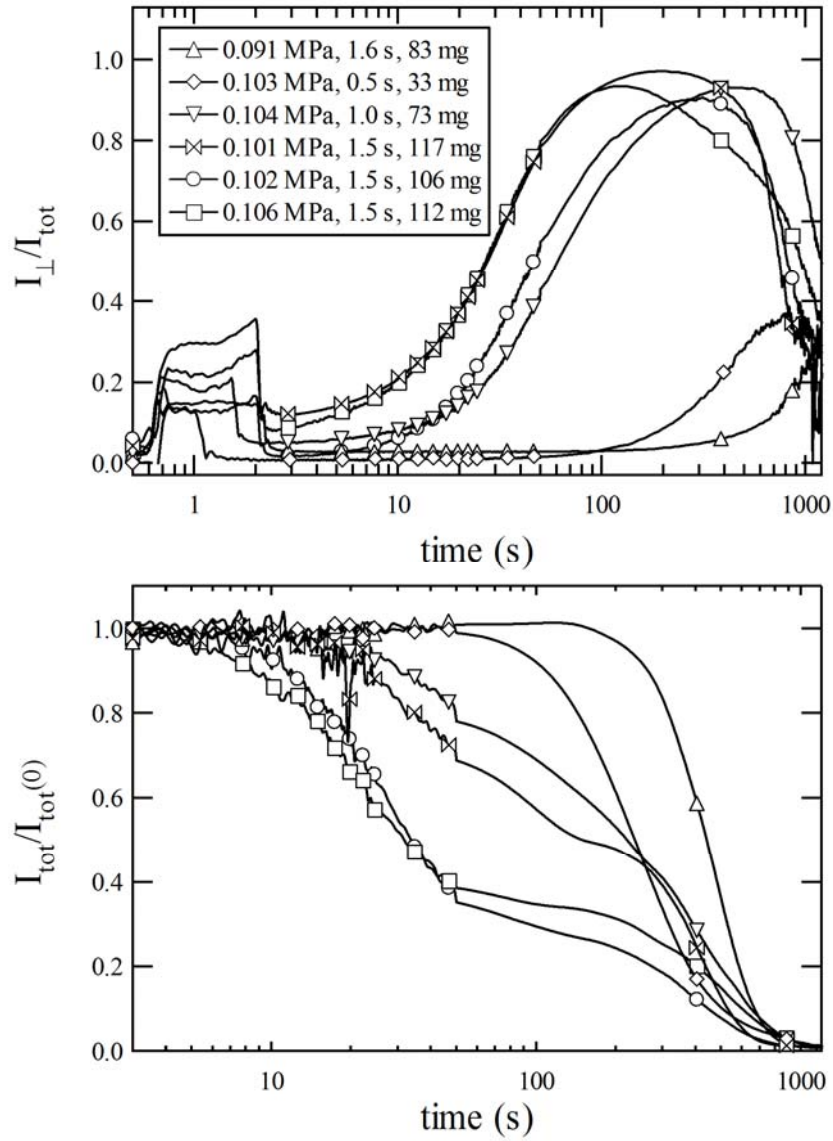 1.0
0.8
0.6
0.4
0.2
0.0
I⊥/Itot
0.091 MPa, 1.6 s, 83 mg
0.103 MPa, 0.5 s, 33 mg
0.104 MPa, 1.0 s, 73 mg
0.101 MPa, 1.5 s, 117 mg
0.102 MPa, 1.5 s, 106 mg
0.106 MPa, 1.5 s, 112 mg
1 10 100 1000
time (s)
1.0
0.8
0.6
0.4
0.2
0.0
Itot/Itot(0)
10 100 1000
time (s)